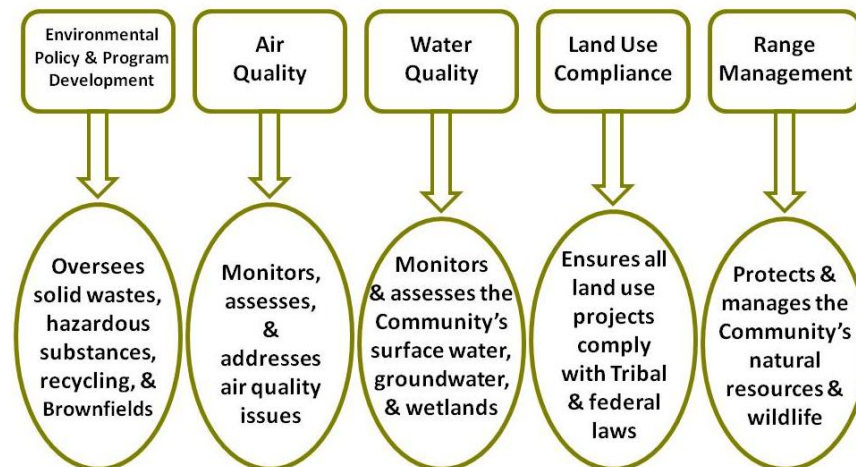 Environmental
Policy & Program
Development
Air
Quality
Water
Quality
Land Use
Compliance
Range
Management
Oversees
solid wastes,
hazardous
substances,
recycling, &
Brownfields
Monitors,
assesses,
&
addresses
air quality
issues
Monitors
& assesses the
Community's
surface water,
groundwater,
& wetlands
Ensures all
land use
projects
comply
with Tribal
& federal
laws
Protects &
manages the
Community's
natural
resources &
wildlife